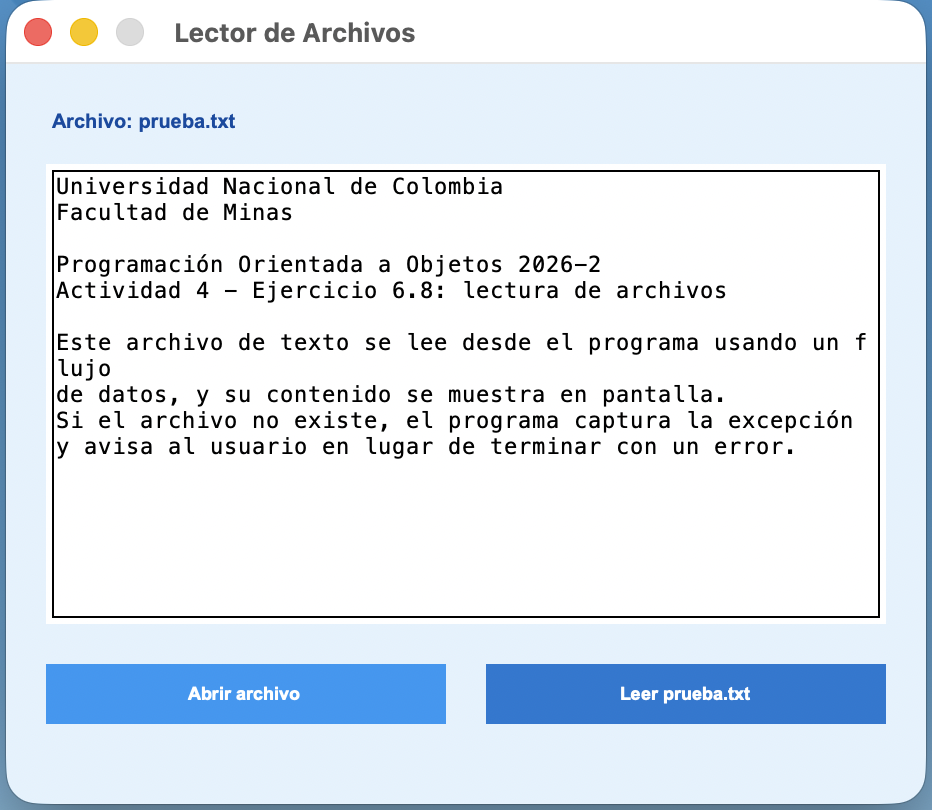 Lector de Archivos
Archivo: prueba.txt
Universidad Nacional de Colombia
Facultad de Minas
Programación Orientada a Objetos 2026-2
Actividad 4 - Ejercicio 6.8: lectura de archivos
Este archivo de texto se lee desde el programa usando un f
lujo
de datos, y su contenido se muestra en pantalla.
Si el archivo no existe, el programa captura la excepción
y avisa al usuario en lugar de terminar con un error.
Abrir archivo
Leer prueba.txt